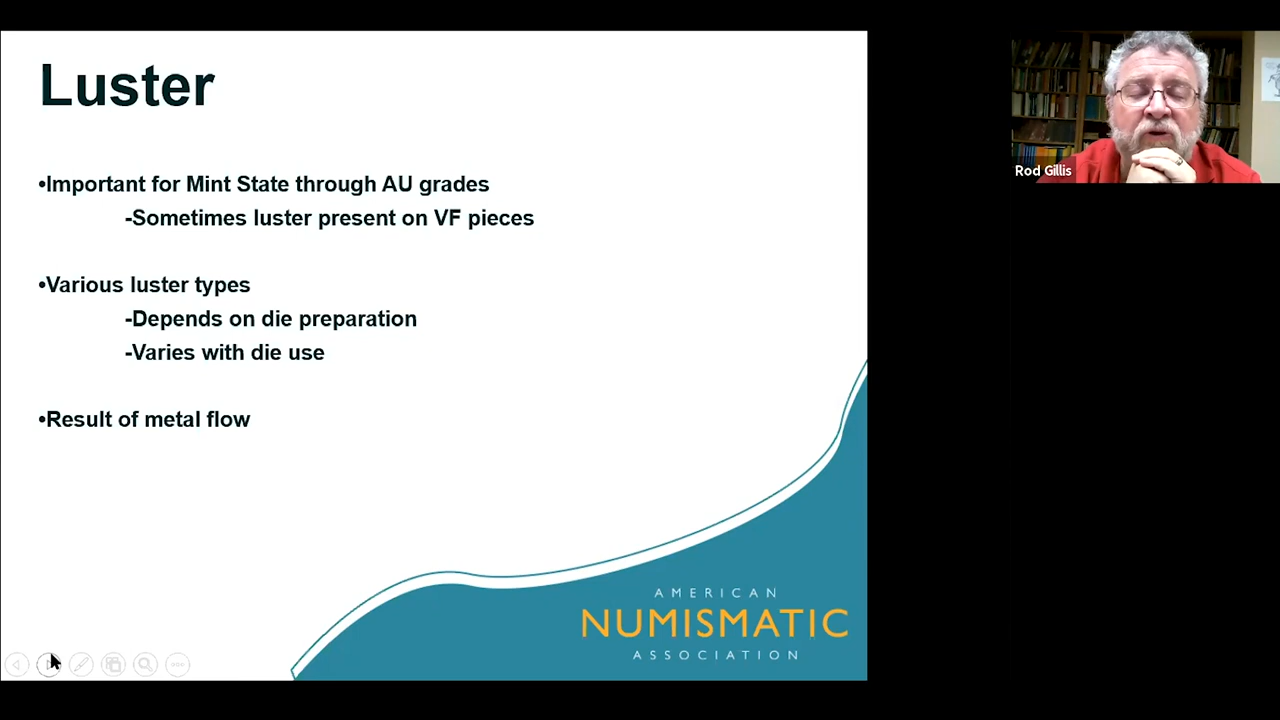 Luster
•Important for Mint State through AU grades
-Sometimes luster present on VF pieces
•Various luster types
-Depends on die preparation
-Varies with die use
•Result of metal flow
AMERICAN
NUMISMATIC
ASSOCIATION
Rod Gillis